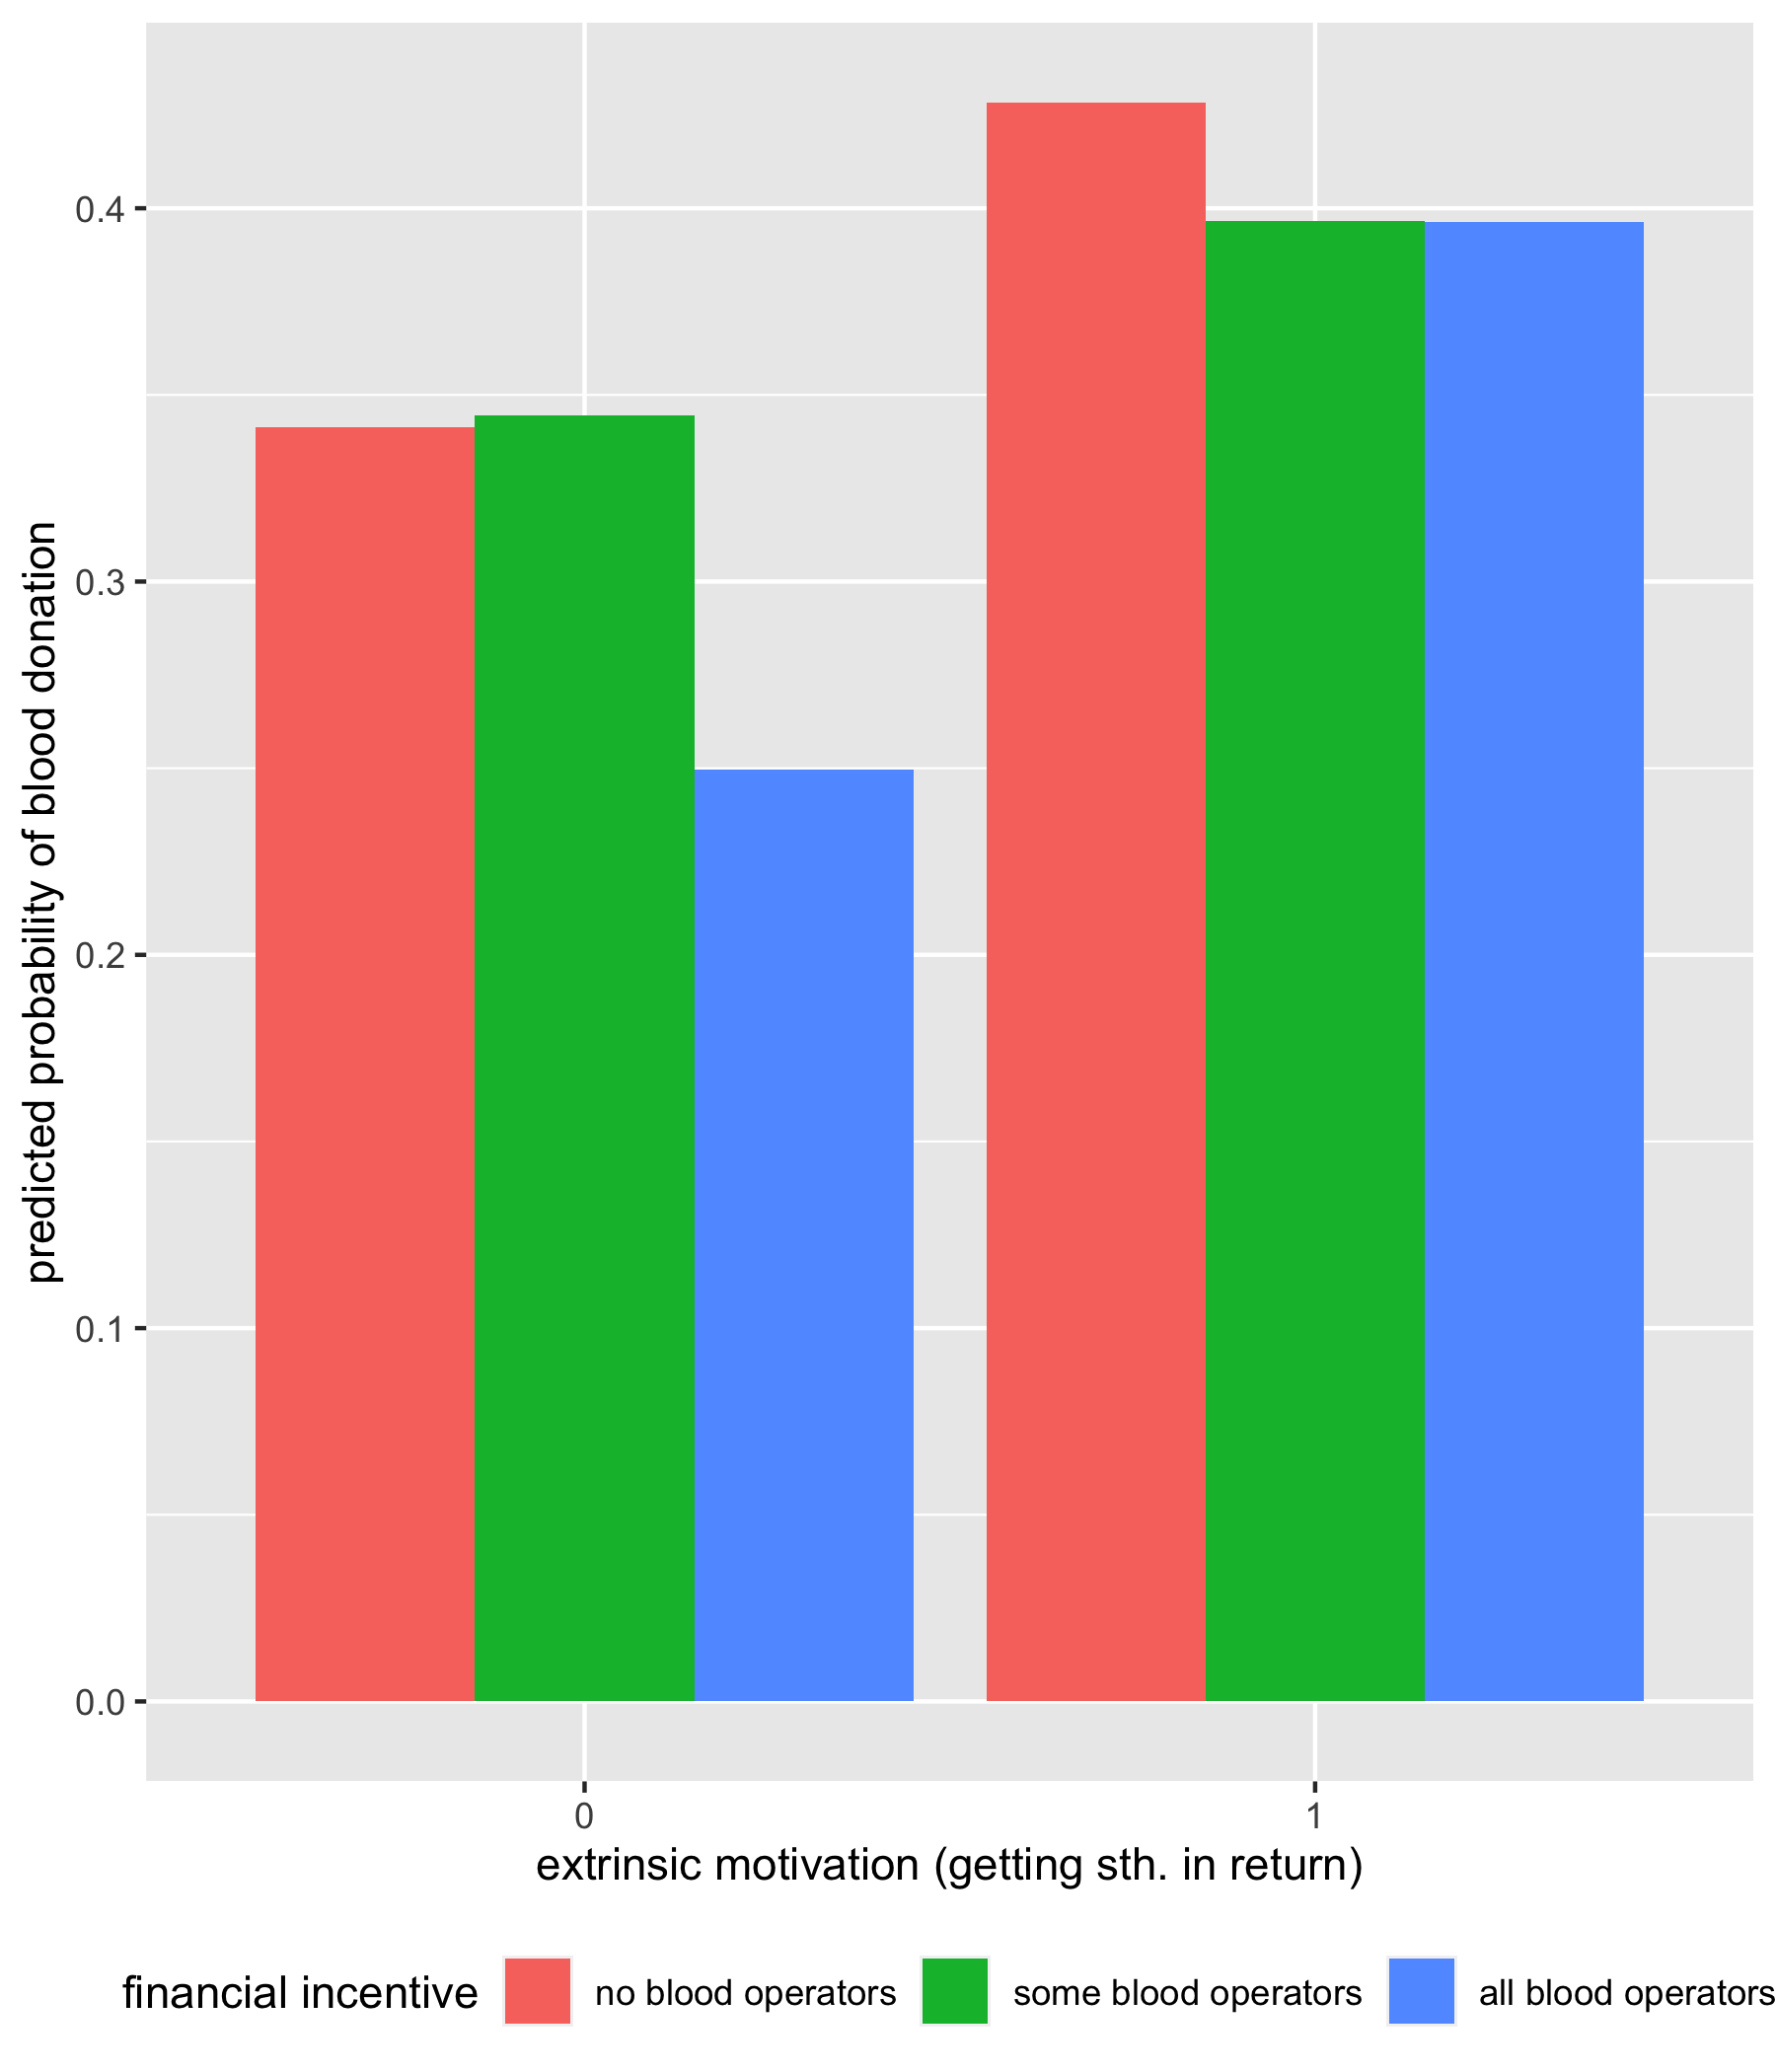 predicted probability of blood donation
0.4
0.3
0.2
0.1
0.0
0
1
extrinsic motivation (getting sth. in return)
financial incentive
no blood operators
some blood operators
all blood operators